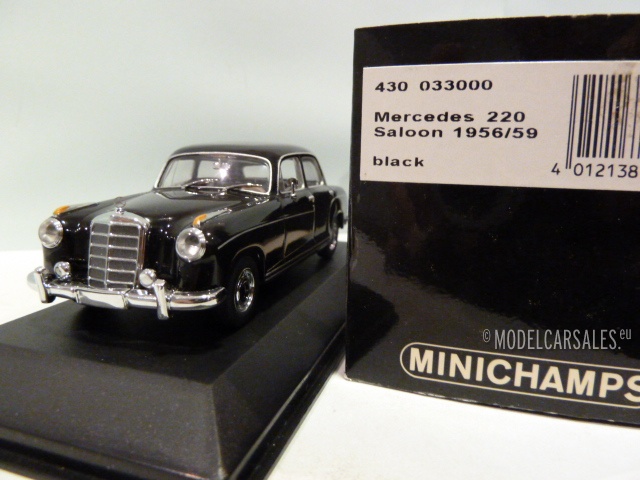 430 033000
Mercedes 220
Saloon 1956/59
black
4 012138
© MODELCARSALES.eu
MINICHAMPS